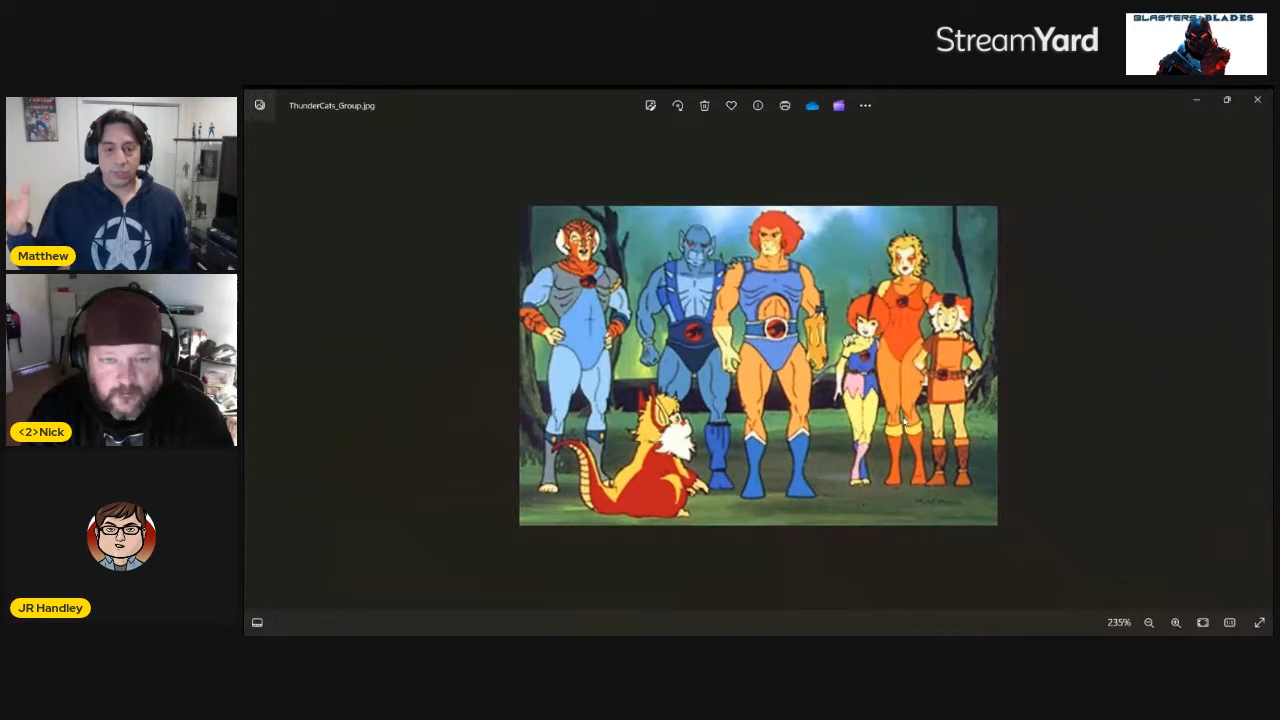 StreamYard
BLASTERS & BLADES
ThunderCats_Group.jpg
Matthew
<2>Nick
JR Handley
235%